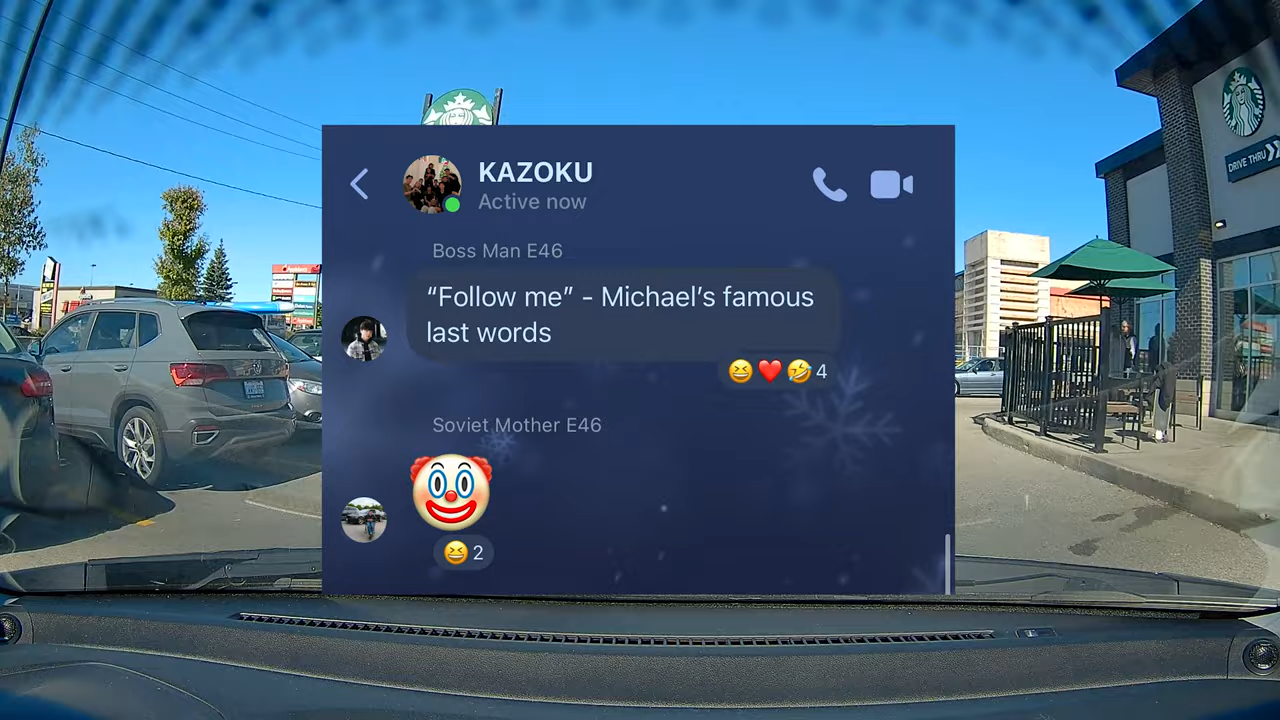 KAZOKU
Active now
Boss Man E46
“Follow me” - Michael’s famous
last words
4
Soviet Mother E46
2
DRIVE THRU